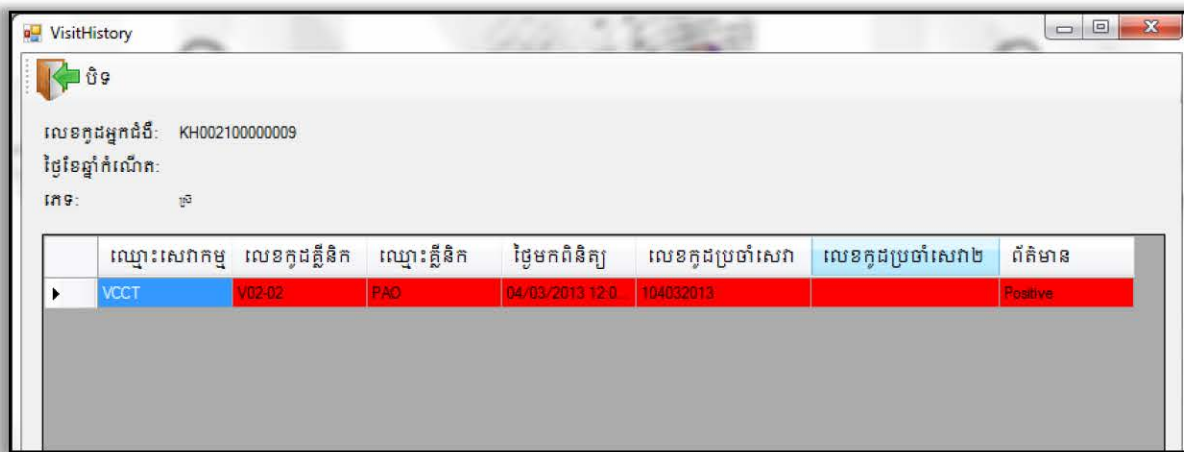 VisitHistory
បិទ
លេខកូដអ្នកជំងឺ: KH002100000009
ថ្ងៃខែឆ្នាំកំណើត:
ភេទ: ស្រី
ឈ្មោះសេវាកម្ម លេខកូដគ្លីនិក ឈ្មោះគ្លីនិក ថ្ងៃមកពិនិត្យ លេខកូដប្រចាំសេវា លេខកូដប្រចាំសេវា២ ព័ត៌មាន
VCCT V02-02 PAO 04/03/2013 12:0... 104032013 Positive